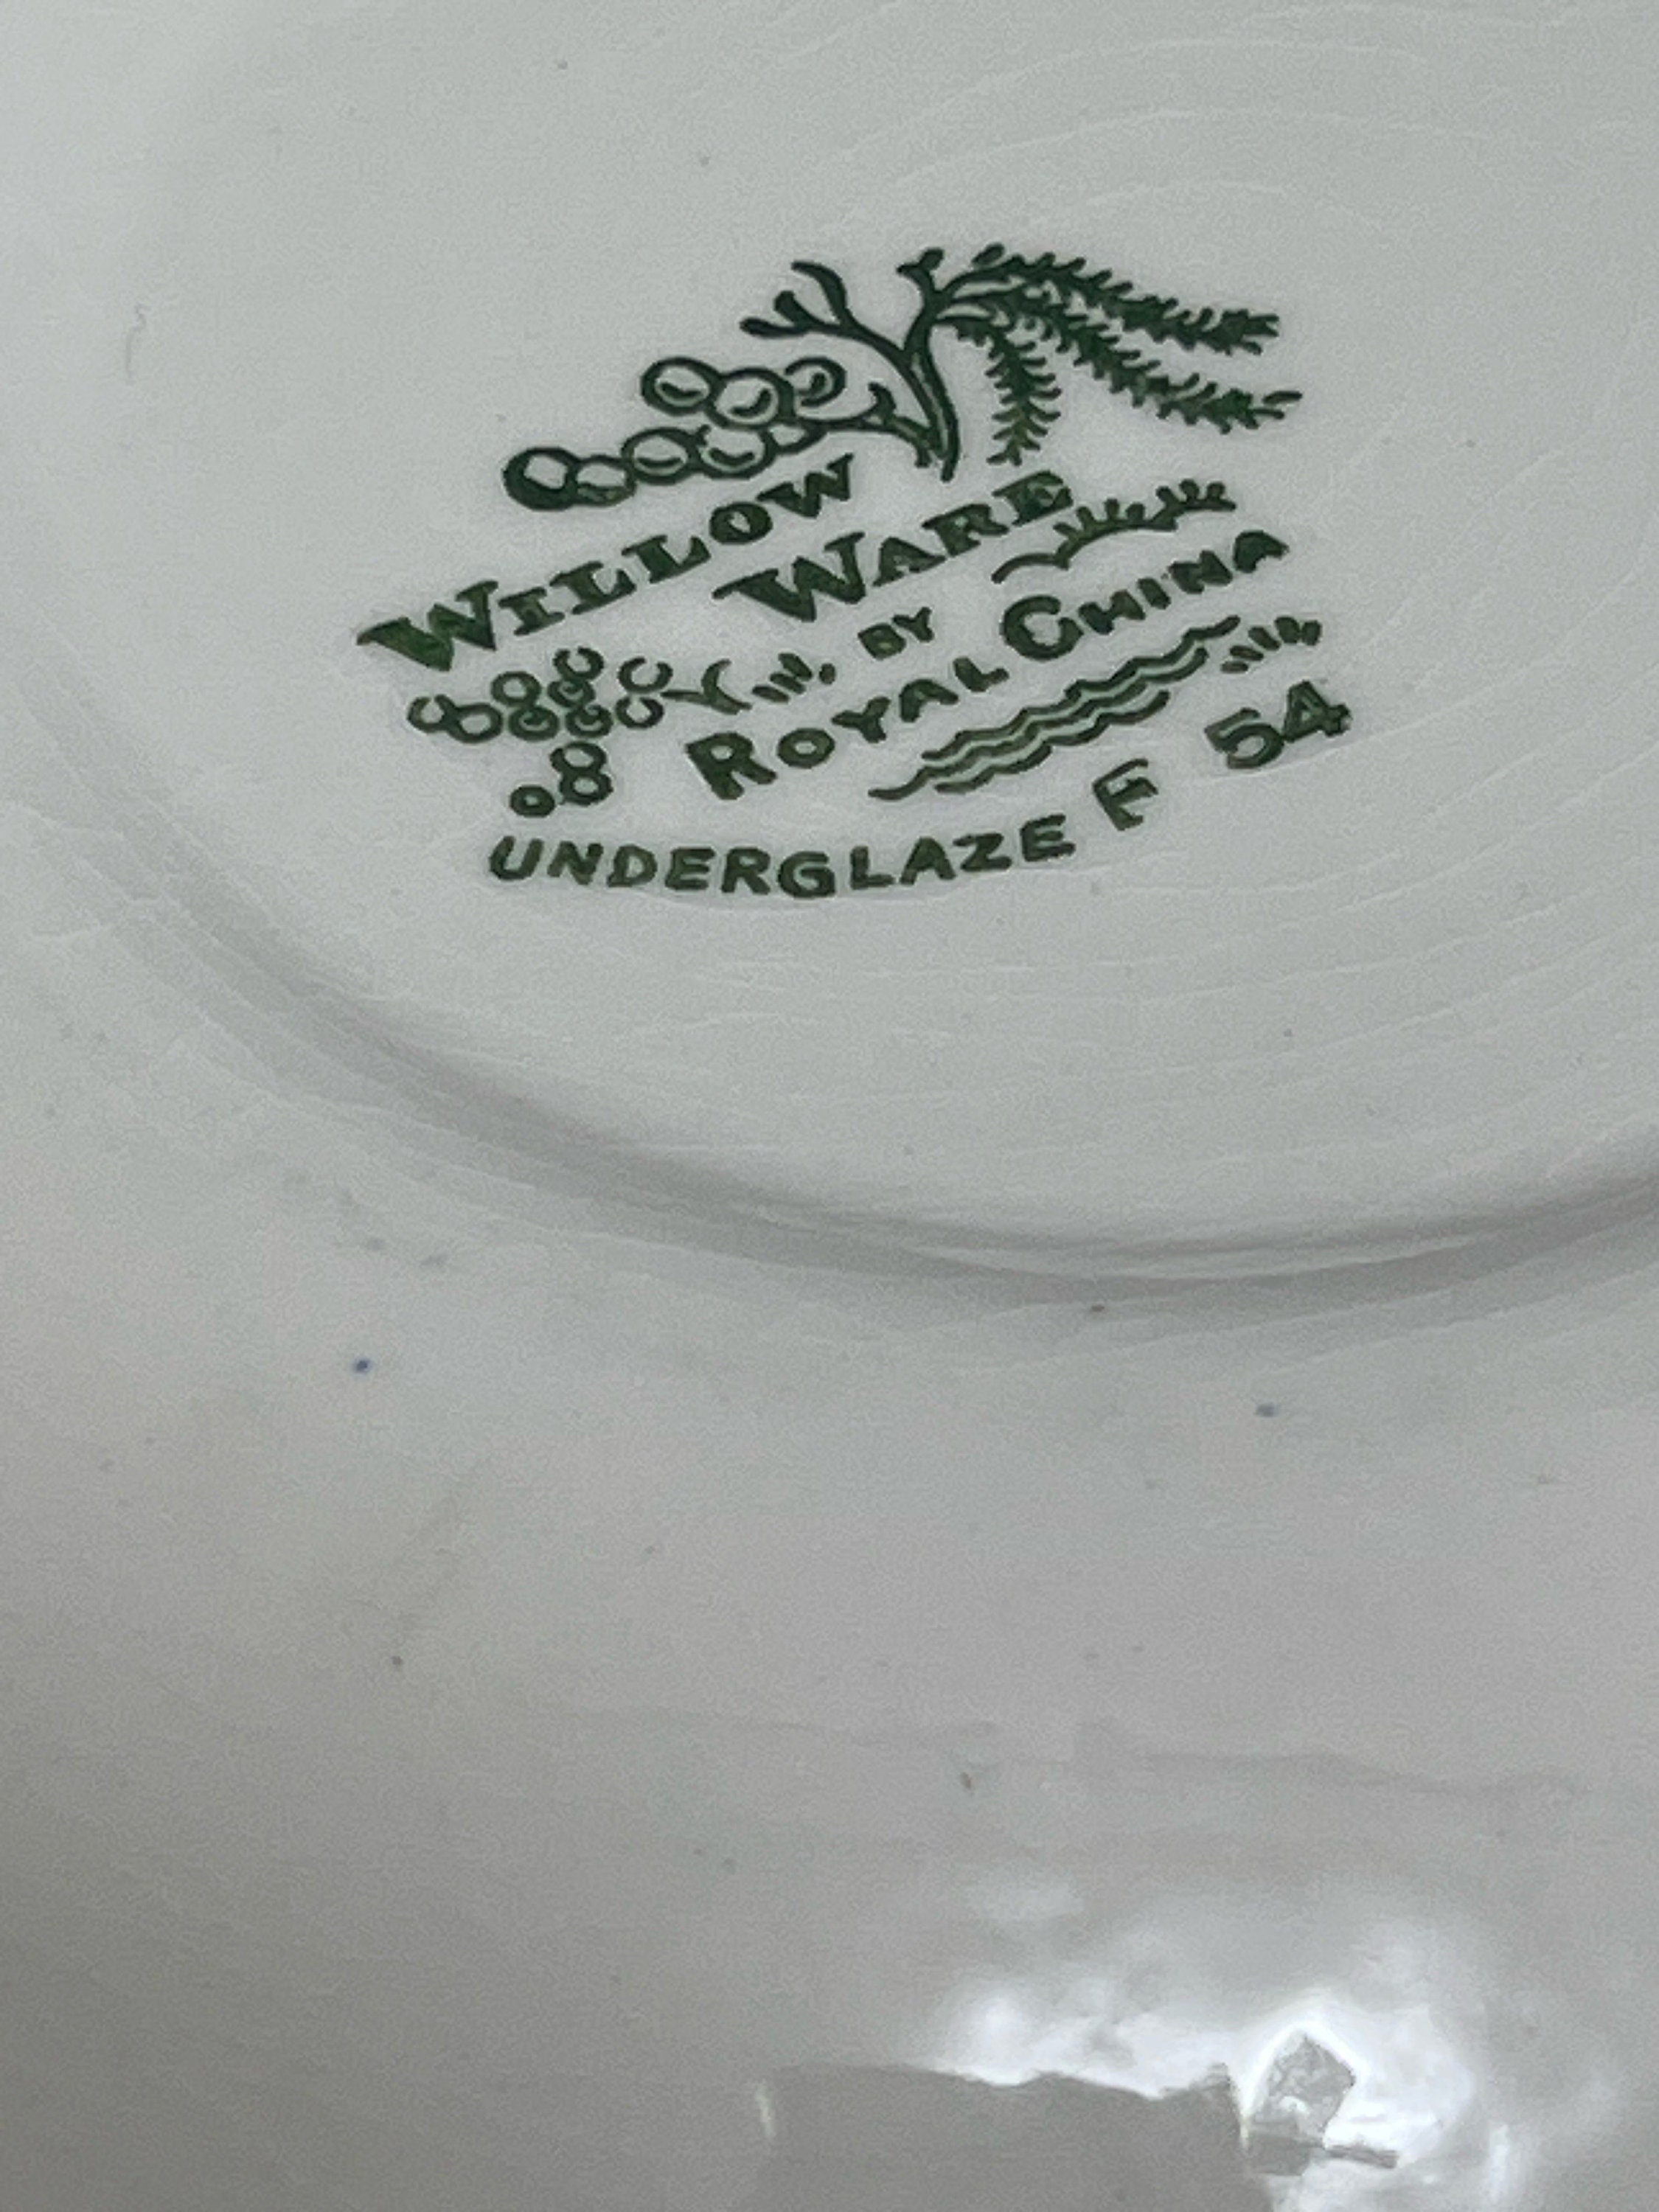 WILLOW
WARE
BY
ROYAL CHINA
UNDERGLAZE F 54